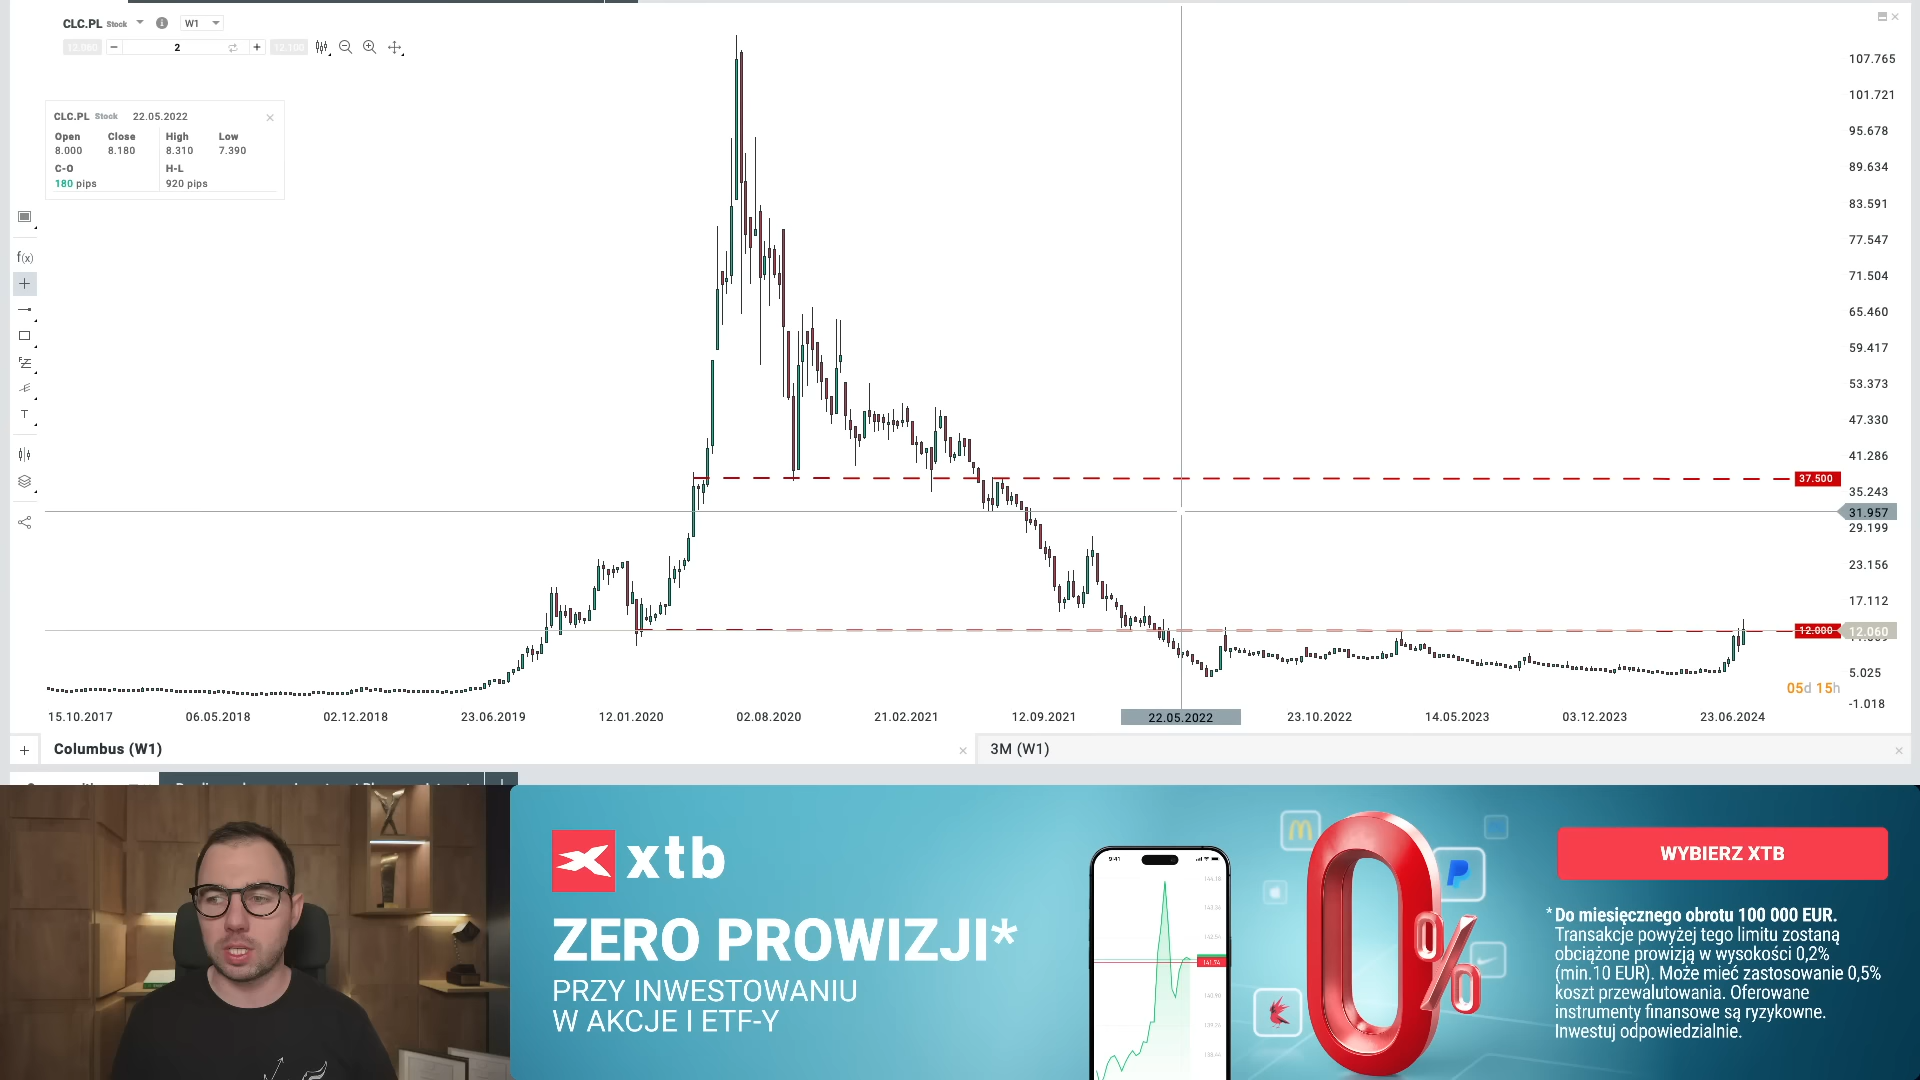 CLC.PL Stock W1
12.060 2 12.100
CLC.PL Stock 22.05.2022
Open Close High Low
8.000 8.180 8.310 7.390
C-O H-L
180 pips 920 pips
f(x)
T
107.765
101.721
95.678
89.634
83.591
77.547
71.504
65.460
59.417
53.373
47.330
41.286
37.500
35.243
31.957
29.199
23.156
17.112
12.000 12.060
5.025
05d 15h
-1.018
15.10.2017 06.05.2018 02.12.2018 23.06.2019 12.01.2020 02.08.2020 21.02.2021 12.09.2021 22.05.2022 23.10.2022 14.05.2023 03.12.2023 23.06.2024
Columbus (W1) 3M (W1)
xtb
ZERO PROWIZJI*
PRZY INWESTOWANIU
W AKCJE I ETF-Y
9:41
141.74
0%
WYBIERZ XTB
* Do miesięcznego obrotu 100 000 EUR.
Transakcje powyżej tego limitu zostaną
obciążone prowizją w wysokości 0,2%
(min.10 EUR). Może mieć zastosowanie 0,5%
koszt przewalutowania. Oferowane
instrumenty finansowe są ryzykowne.
Inwestuj odpowiedzialnie.